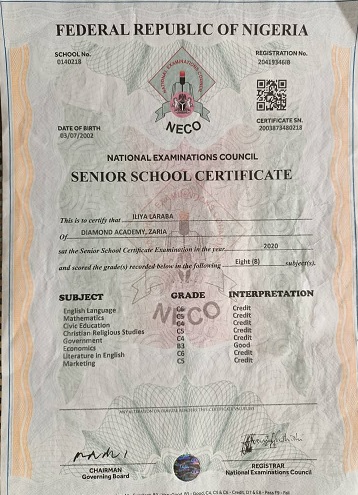 FEDERAL REPUBLIC OF NIGERIA
SCHOOL No.
0140218
REGISTRATION No.
DATE OF BIRTH
03/07/2002
NECO
CERTIFICATE SN.
2003873480218
NATIONAL EXAMINATIONS COUNCIL
SENIOR SCHOOL CERTIFICATE
This is to certify that ILIYA LARABA
Of DIAMOND ACADEMY, ZARIA
sat the Senior School Certificate Examination in the year 2020
and scored the grade(s) recorded below in the following Eight (8) subject(s).
SUBJECT GRADE INTERPRETATION
English Language Credit
Mathematics Credit
Civic Education Credit
Christian Religious Studies C5 Credit
Government C4 Credit
Economics B3 Good
Literature in English C6 Credit
Marketing C5 Credit
NECO
CHAIRMAN
Governing Board
REGISTRAR
National Examinations Council